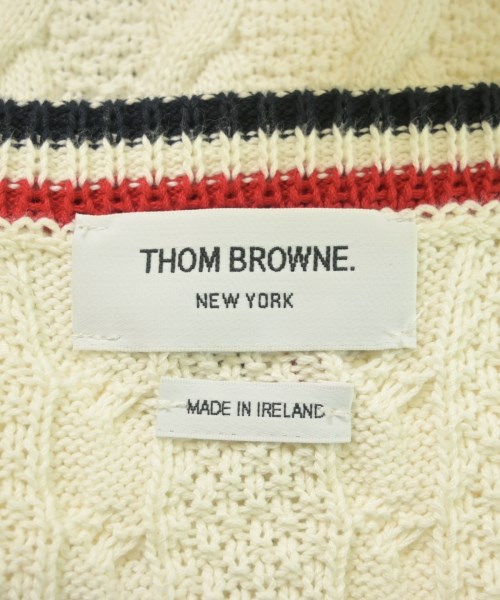 THOM BROWNE.
NEW YORK
MADE IN IRELAND